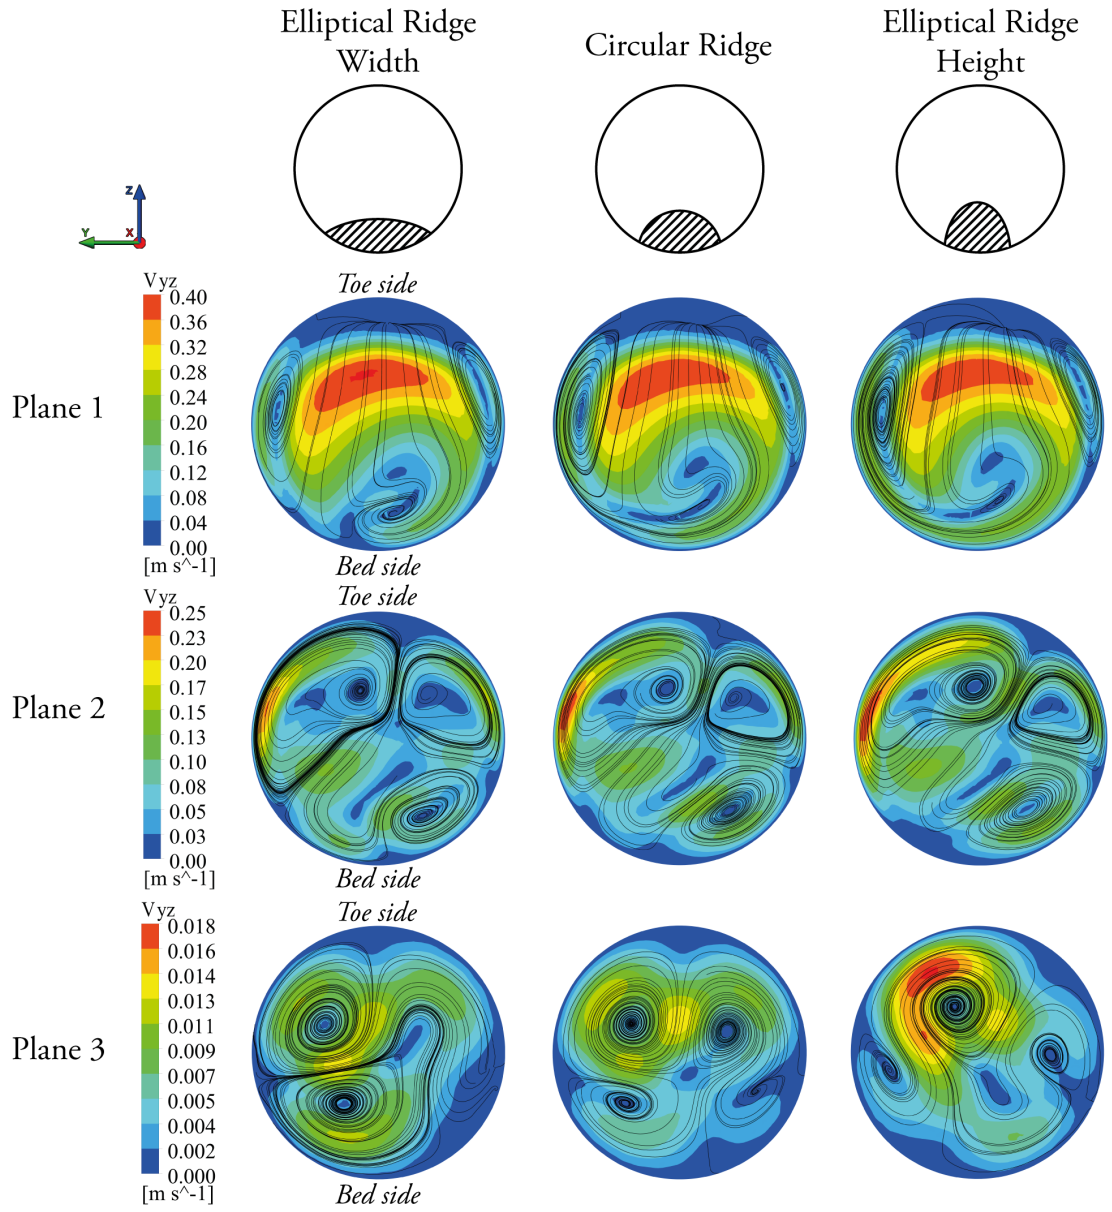 Elliptical Ridge
Width
Circular Ridge
Elliptical Ridge
Height
Z
Y
X
Toe side
Vyz
0.40
0.36
0.32
0.28
0.24
0.20
0.16
0.12
0.08
0.04
0.00
[m s^-1]
Plane 1
Bed side
Toe side
Vyz
0.25
0.23
0.20
0.17
0.15
0.13
0.10
0.08
0.05
0.03
0.00
[m s^-1]
Plane 2
Bed side
Toe side
Vyz
0.018
0.016
0.014
0.013
0.011
0.009
0.007
0.005
0.004
0.002
0.000
[m s^-1]
Plane 3
Bed side